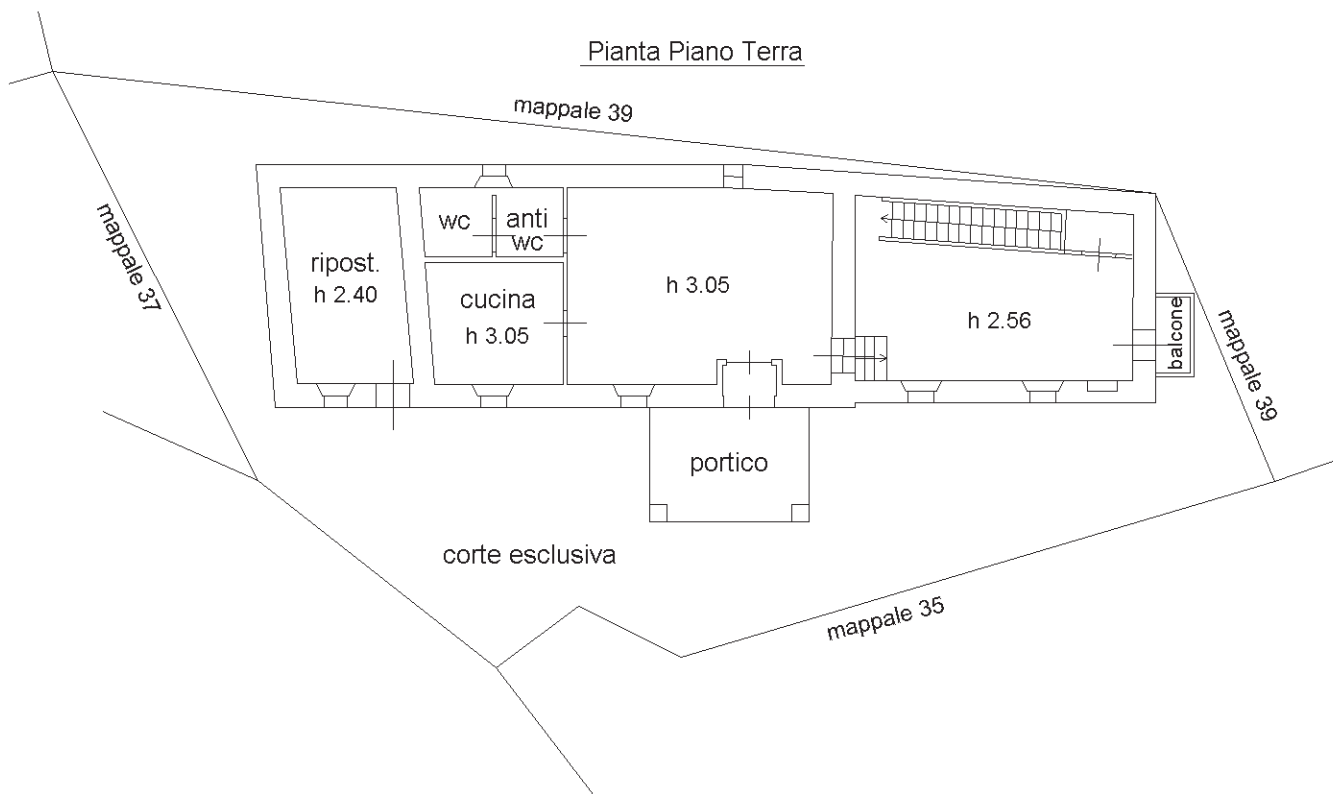 Pianta Piano Terra
mappale 39
mappale 37
wc
anti
wc
ripost.
h 2.40
cucina
h 3.05
h 3.05
h 2.56
balcone
mappale 39
portico
corte esclusiva
mappale 35